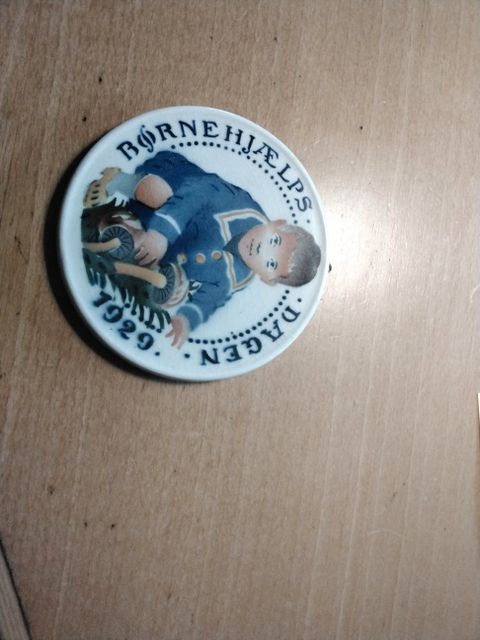 BØRNEHJÆLPS · DAGEN ·
1929 ·